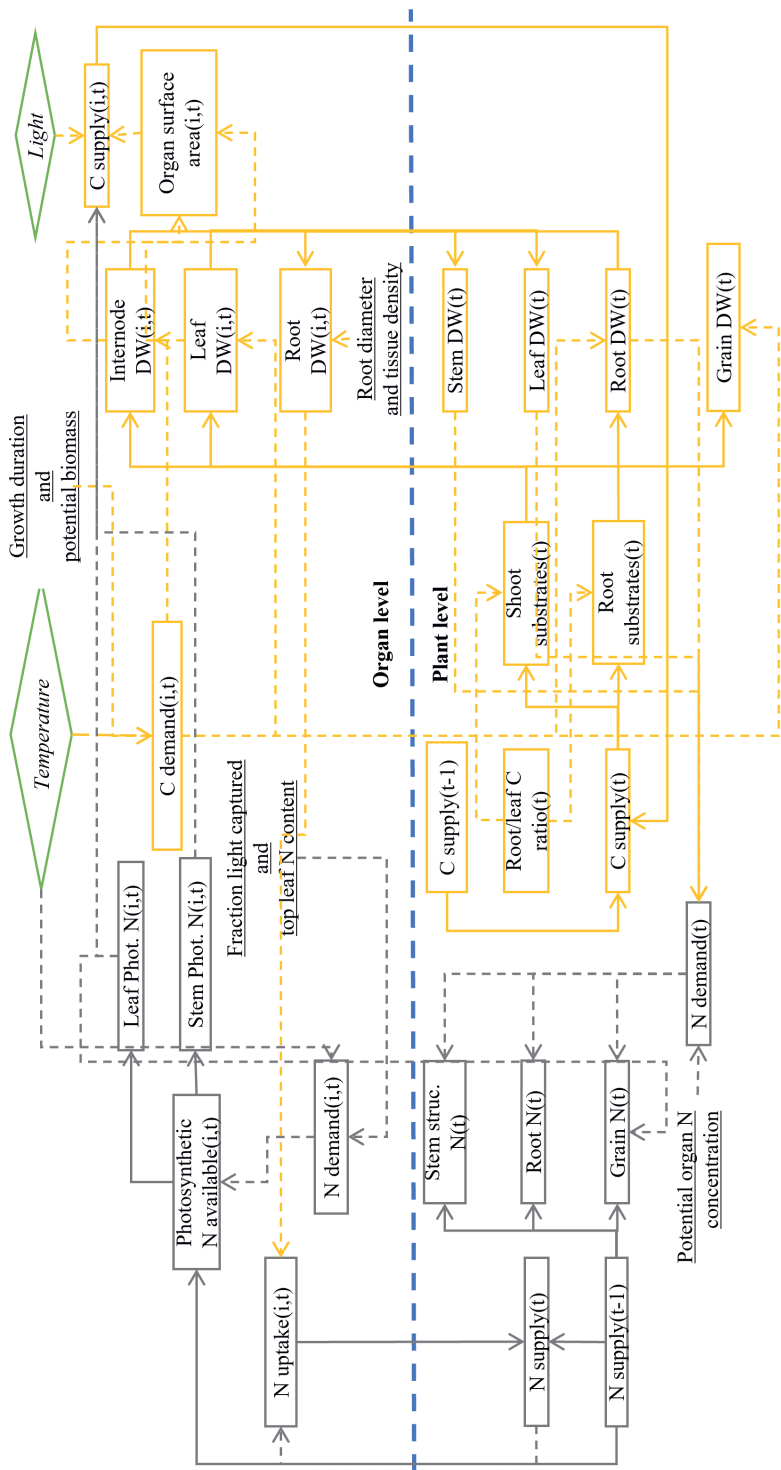 Temperature
Light
Growth duration
and
potential biomass
Leaf Phot. N(i,t)
Stem Phot. N(i,t)
C demand(i,t)
C supply(i,t)
Organ surface
area(i,t)
Internode
DW(i,t)
Leaf
DW(i,t)
Root
DW(i,t)
Root diameter
and tissue density
Photosynthetic
N available(i,t)
Fraction light captured
and
top leaf N content
N demand(i,t)
N uptake(i,t)
Organ level
Plant level
Stem struc.
N(t)
Root N(t)
Grain N(t)
N supply(t)
N supply(t-1)
Potential organ N
concentration
N demand(t)
C supply(t-1)
Root/leaf C
ratio(t)
C supply(t)
Shoot
substrates(t)
Root
substrates(t)
Stem DW(t)
Leaf DW(t)
Root DW(t)
Grain DW(t)